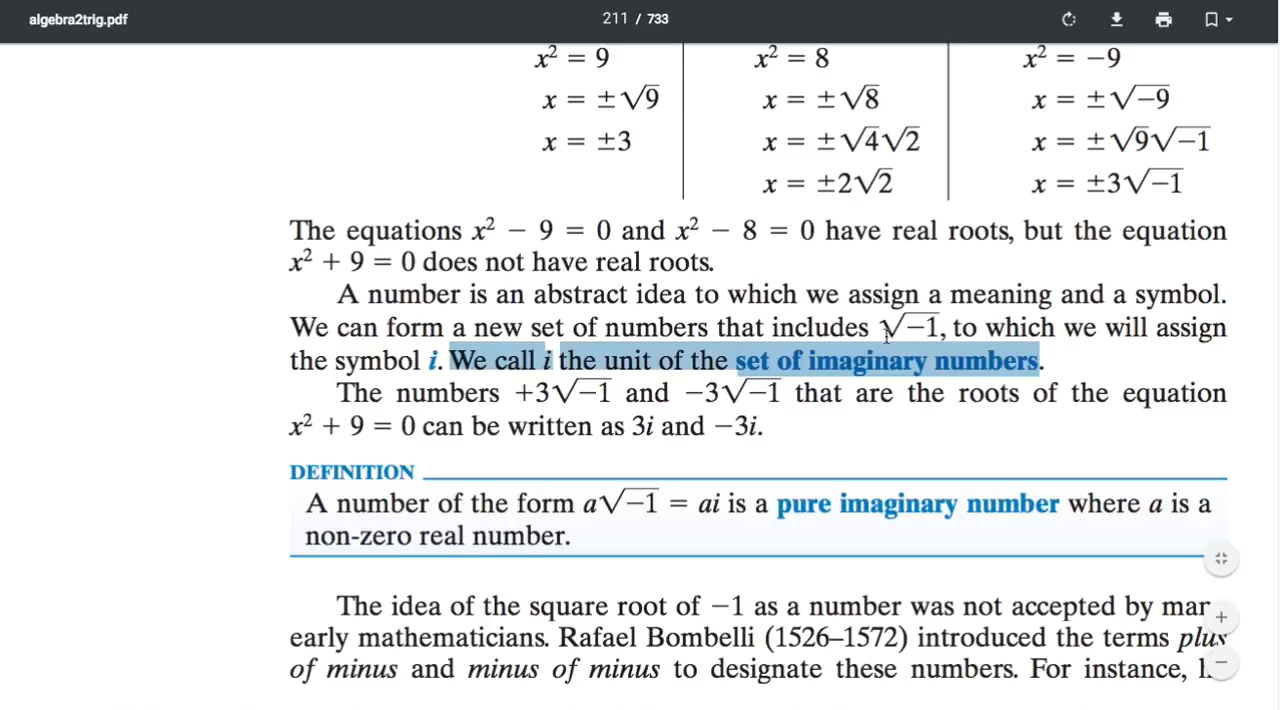 algebra2trig.pdf 211 / 733
x² = 9 x² = 8 x² = −9
x = ±√9 x = ±√8 x = ±√−9
x = ±3 x = ±√4√2 x = ±√9√−1
x = ±2√2 x = ±3√−1
The equations x² − 9 = 0 and x² − 8 = 0 have real roots, but the equation
x² + 9 = 0 does not have real roots.
A number is an abstract idea to which we assign a meaning and a symbol.
We can form a new set of numbers that includes √−1, to which we will assign
the symbol i. We call i the unit of the set of imaginary numbers.
The numbers +3√−1 and −3√−1 that are the roots of the equation
x² + 9 = 0 can be written as 3i and −3i.
DEFINITION
A number of the form a√−1 = ai is a pure imaginary number where a is a
non-zero real number.
The idea of the square root of −1 as a number was not accepted by
early mathematicians. Rafael Bombelli (1526–1572) introduced the terms plus
of minus and minus of minus to designate these numbers. For instance,